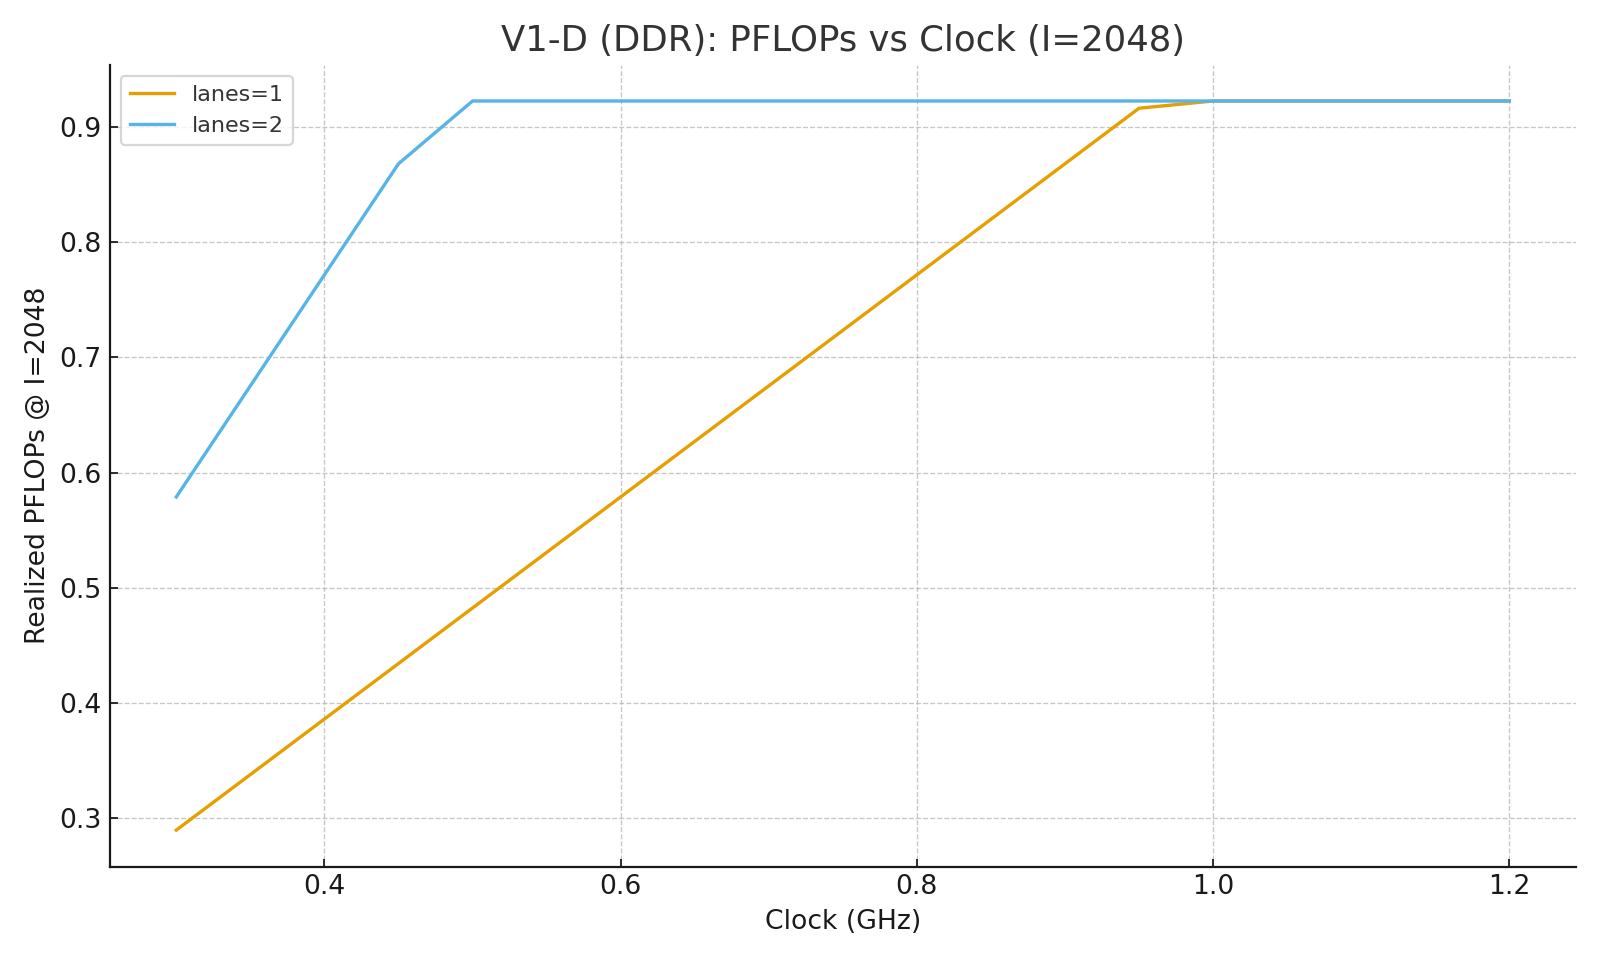 V1-D (DDR): PFLOPs vs Clock (I=2048)
lanes=1
lanes=2
Realized PFLOPs @ I=2048
0.9
0.8
0.7
0.6
0.5
0.4
0.3
0.4
0.6
0.8
1.0
1.2
Clock (GHz)